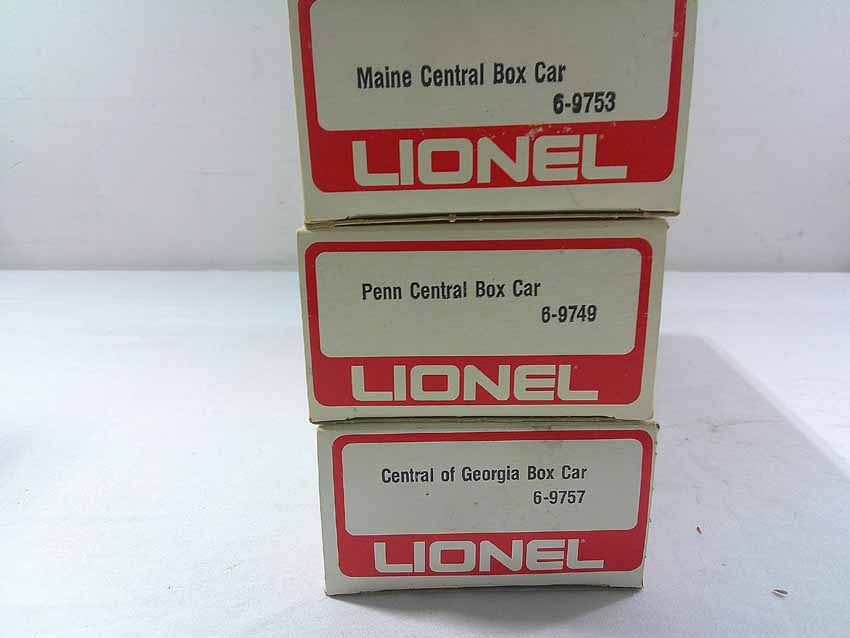 Maine Central Box Car
6-9753
LIONEL
Penn Central Box Car
6-9749
LIONEL
Central of Georgia Box Car
6-9757
LIONEL